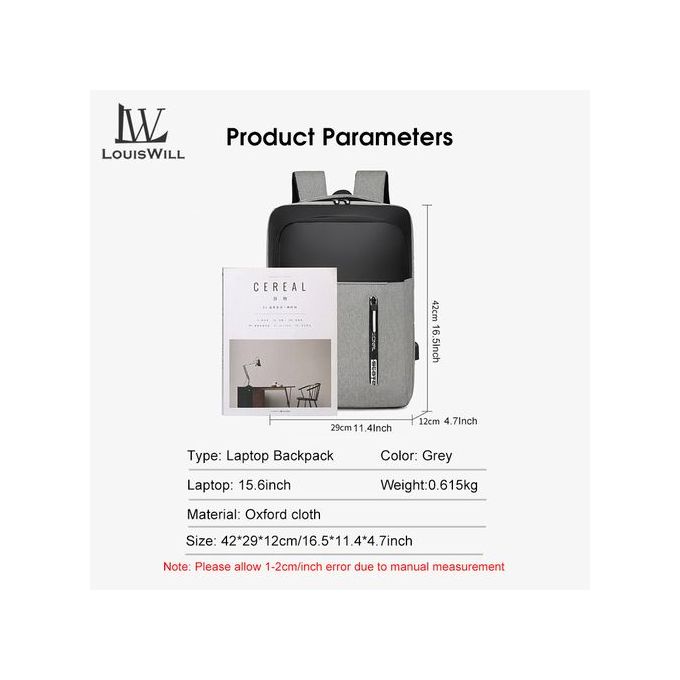 LW
LOUISWILL
Product Parameters
CEREAL
42cm 16.5Inch
29cm 11.4Inch
12cm 4.7Inch
Type: Laptop Backpack
Color: Grey
Laptop: 15.6inch
Weight:0.615kg
Material: Oxford cloth
Size: 42*29*12cm/16.5*11.4*4.7inch
Note: Please allow 1-2cm/inch error due to manual measurement